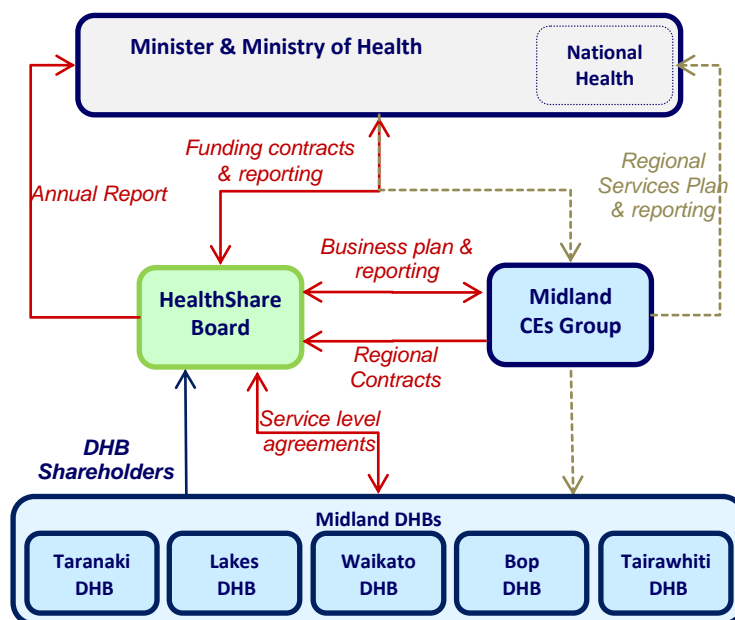 Minister & Ministry of Health
National
Health
Funding contracts
& reporting
Annual Report
Regional
Services Plan
& reporting
Business plan &
reporting
HealthShare
Board
Midland
CEs Group
Regional
Contracts
Service level
agreements
DHB
Shareholders
Midland DHBs
Taranaki
DHB
Lakes
DHB
Waikato
DHB
Bop
DHB
Tairawhiti
DHB